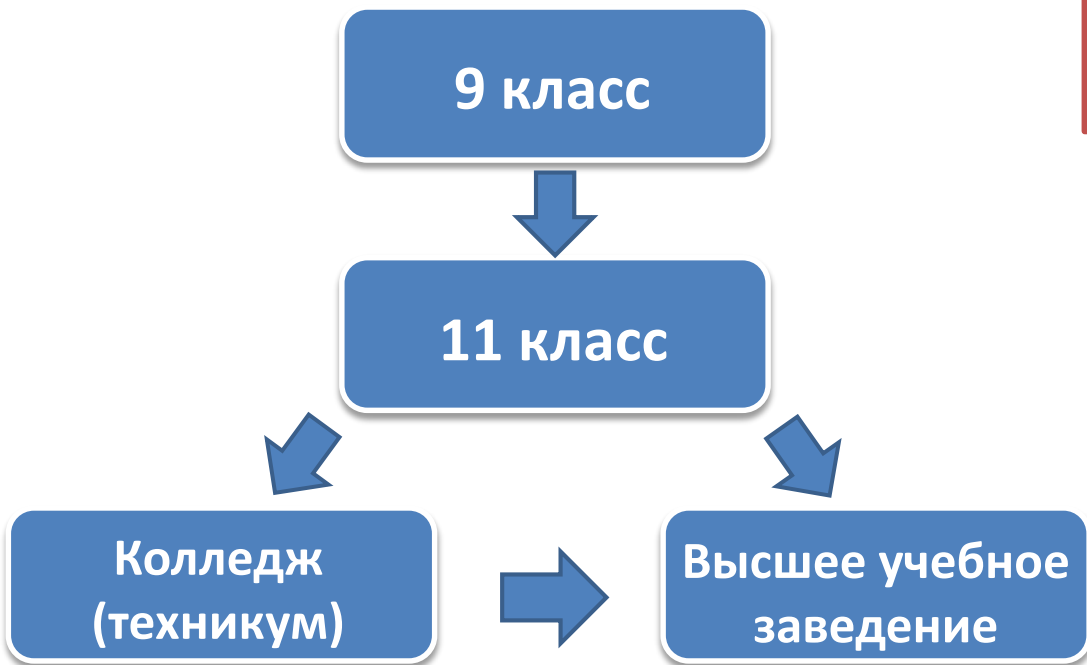 9 класс
11 класс
Колледж
(техникум)
Высшее учебное
заведение